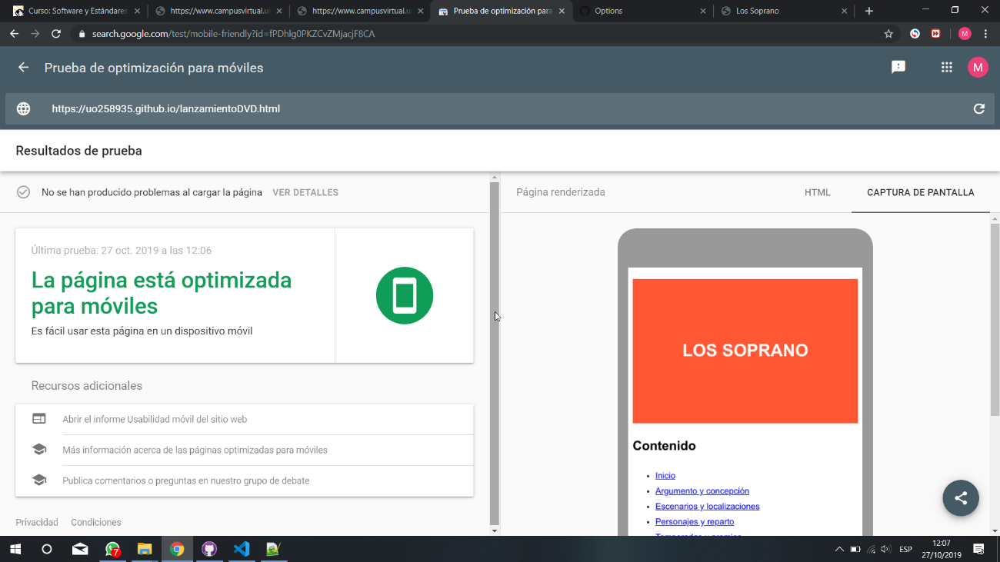 Curso: Software y Estándares
https://www.campusvirtual.u
https://www.campusvirtual.u
Prueba de optimización para
Options
Los Soprano
search.google.com/test/mobile-friendly?id=fPDhlg0PKZCvZMjacjF8CA
M
Prueba de optimización para móviles
M
https://uo258935.github.io/lanzamientoDVD.html
Resultados de prueba
No se han producido problemas al cargar la página VER DETALLES
Página renderizada
HTML
CAPTURA DE PANTALLA
Última prueba: 27 oct. 2019 a las 12:06
La página está optimizada
para móviles
Es fácil usar esta página en un dispositivo móvil
Recursos adicionales
Abrir el informe Usabilidad móvil del sitio web
Más información acerca de las páginas optimizadas para móviles
Publica comentarios o preguntas en nuestro grupo de debate
Privacidad Condiciones
LOS SOPRANO
Contenido
• Inicio
• Argumento y concepción
• Escenarios y localizaciones
• Personajes y reparto
7
ESP
12:07
27/10/2019